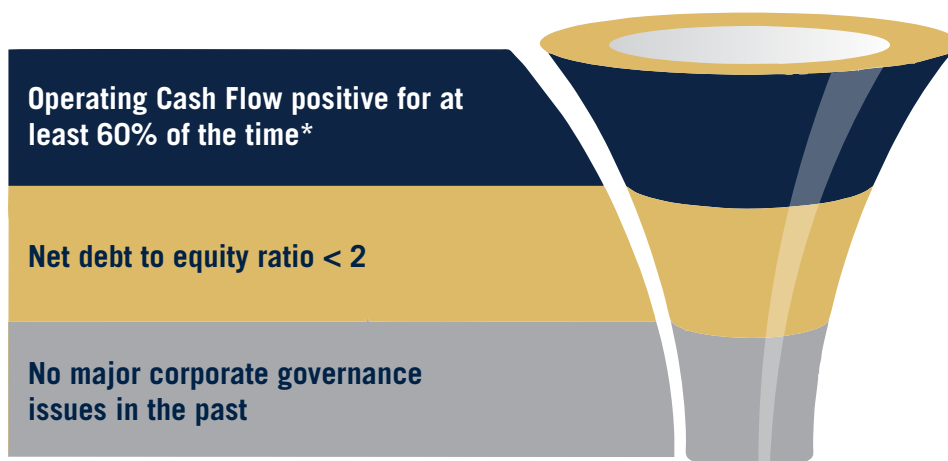 Operating Cash Flow positive for at
least 60% of the time*
Net debt to equity ratio < 2
No major corporate governance
issues in the past